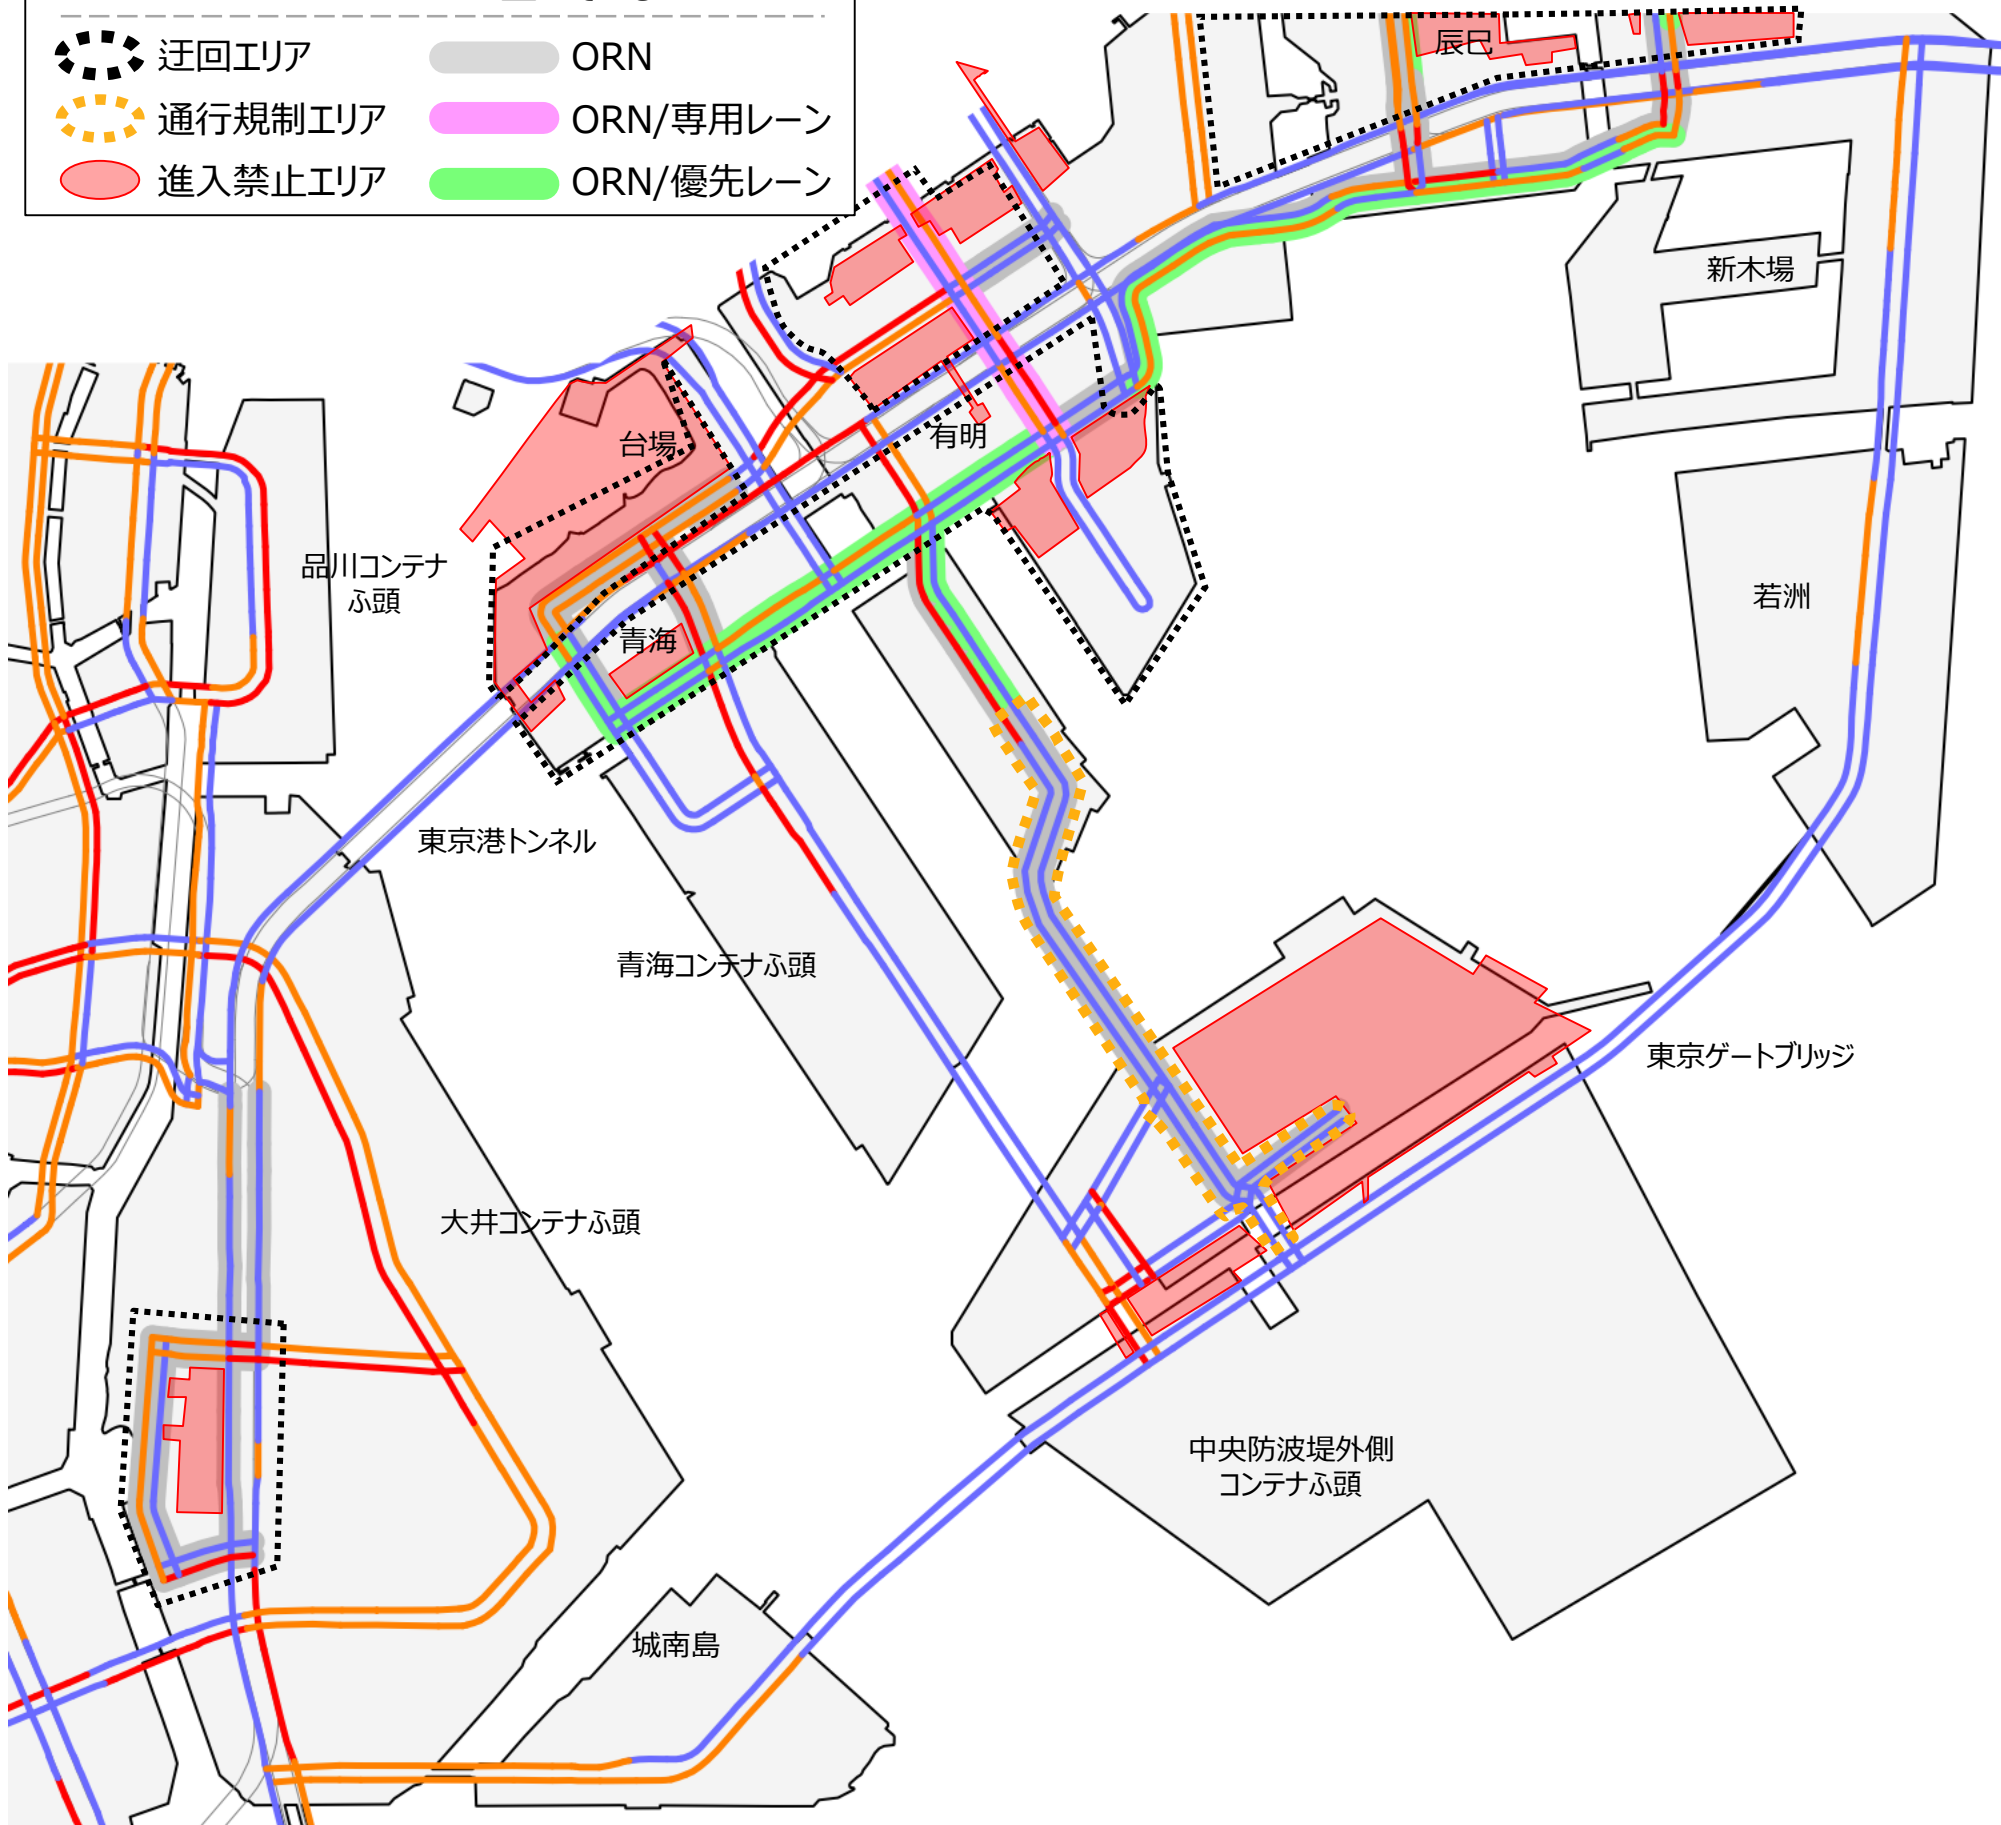 迂回エリア
ORN
通行規制エリア
ORN/専用レーン
進入禁止エリア
ORN/優先レーン
辰巳
新木場
台場
有明
品川コンテナ
ふ頭
青海
若洲
東京港トンネル
青海コンテナふ頭
東京ゲートブリッジ
大井コンテナふ頭
中央防波堤外側
コンテナふ頭
城南島